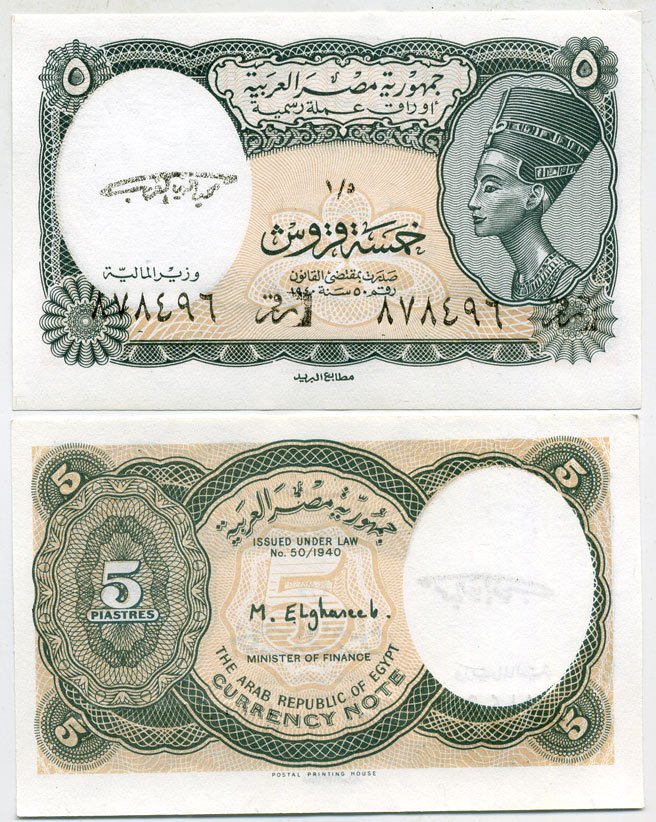 ٥ ٥
جمهورية مصر العربية
أوراق عملة رسمية
١/٥
خمسة قروش
وزير المالية
صدرت بمقتضى القانون
رقم ٥٠ سنة ١٩٤٠
٨٧٨٤٩٦ ٨٧٨٤٩٦
مطابع البريد
5 5
جمهورية مصر العربية
ISSUED UNDER LAW
No. 50/1940
5
PIASTRES
5
M. Elghareeb.
MINISTER OF FINANCE
THE ARAB REPUBLIC OF EGYPT
CURRENCY NOTE
5 5
POSTAL PRINTING HOUSE